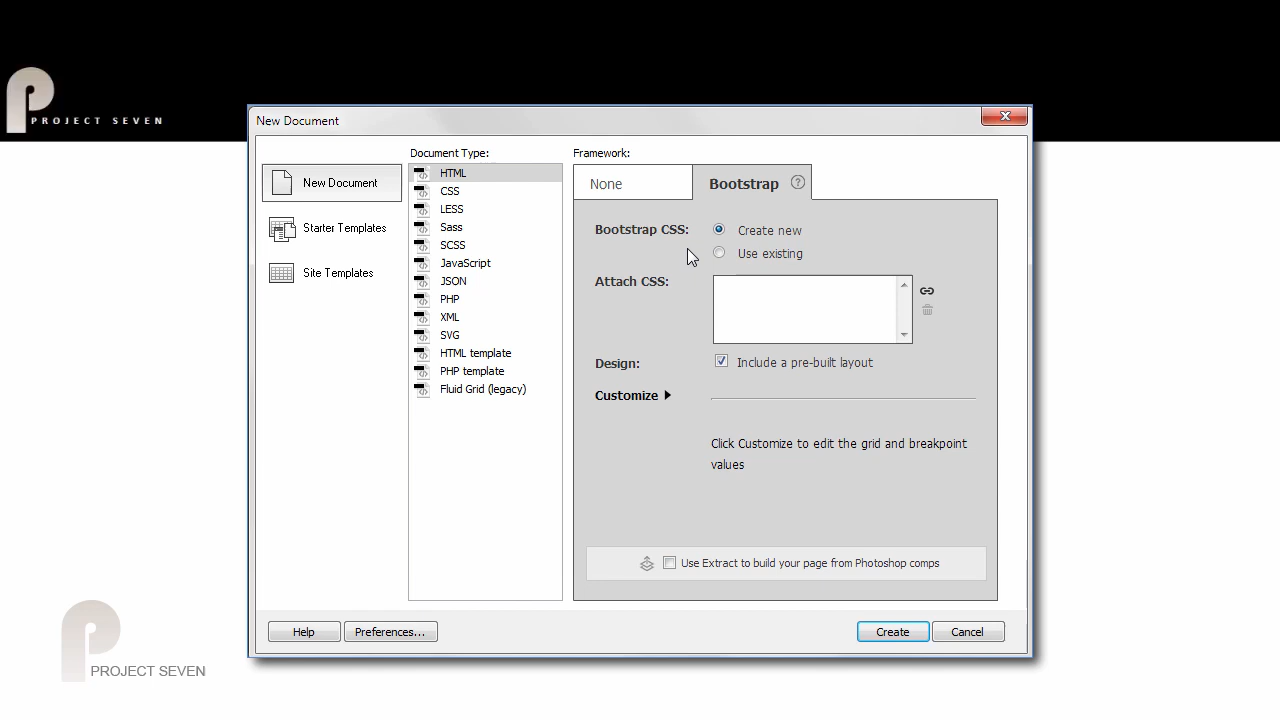 PROJECT SEVEN
New Document
Document Type:
Framework:
New Document
Starter Templates
Site Templates
HTML
CSS
LESS
Sass
SCSS
JavaScript
JSON
PHP
XML
SVG
HTML template
PHP template
Fluid Grid (legacy)
None
Bootstrap ?
Bootstrap CSS:
Create new
Use existing
Attach CSS:
Design:
Include a pre-built layout
Customize
Click Customize to edit the grid and breakpoint
values
Use Extract to build your page from Photoshop comps
Help
Preferences...
Create
Cancel
PROJECT SEVEN